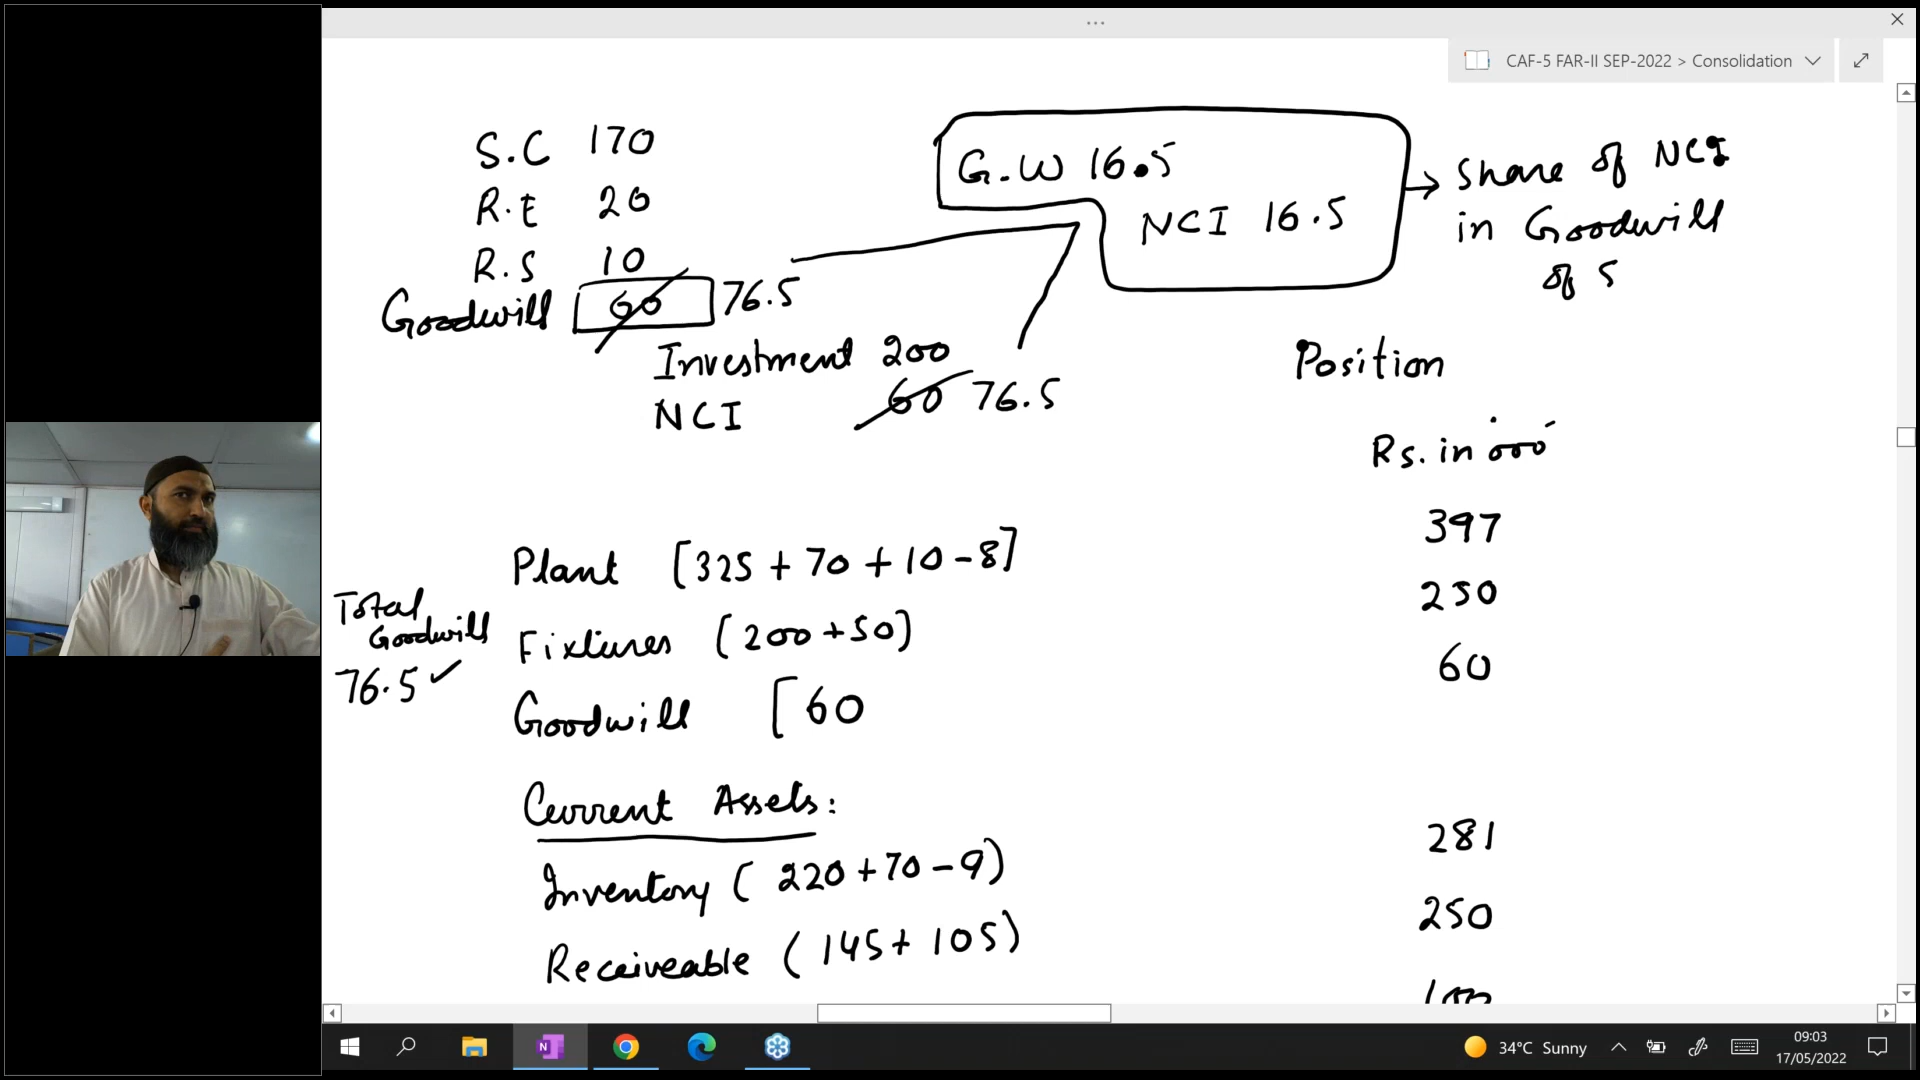 CAF-5 FAR-II SEP-2022 > Consolidation
S.C 170
R.E 20
R.S 10
Goodwill 60 76.5
Investment 200
NCI 60 76.5
G.W 16.5
NCI 16.5
Share of NCI
in Goodwill
of S
Position
Rs. in 000
Plant [325 + 70 + 10 - 8] 397
Fixtures (200 + 50) 250
Goodwill [60 60
Total
Goodwill
76.5 ✓
Current Assets:
Inventory ( 220 + 70 - 9) 281
Receiveable ( 145 + 105) 250
100
34°C Sunny
09:03
17/05/2022